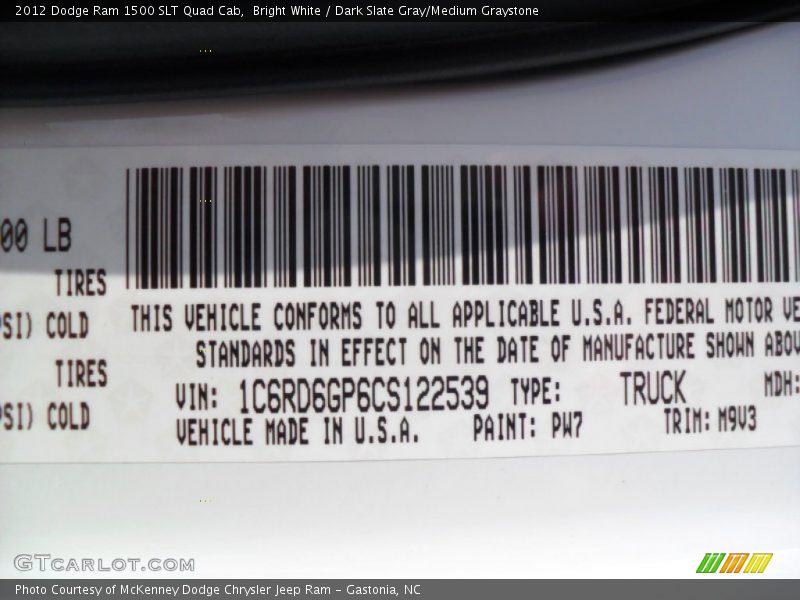 2012 Dodge Ram 1500 SLT Quad Cab, Bright White / Dark Slate Gray/Medium Graystone
00 LB
TIRES
PSI) COLD
TIRES
PSI) COLD
THIS VEHICLE CONFORMS TO ALL APPLICABLE U.S.A. FEDERAL MOTOR VE
STANDARDS IN EFFECT ON THE DATE OF MANUFACTURE SHOWN ABOV
VIN: 1C6RD6GP6CS122539 TYPE: TRUCK MDH:
VEHICLE MADE IN U.S.A. PAINT: PW7 TRIM: M9V3
GTCARLOT.COM
Photo Courtesy of McKenney Dodge Chrysler Jeep Ram - Gastonia, NC